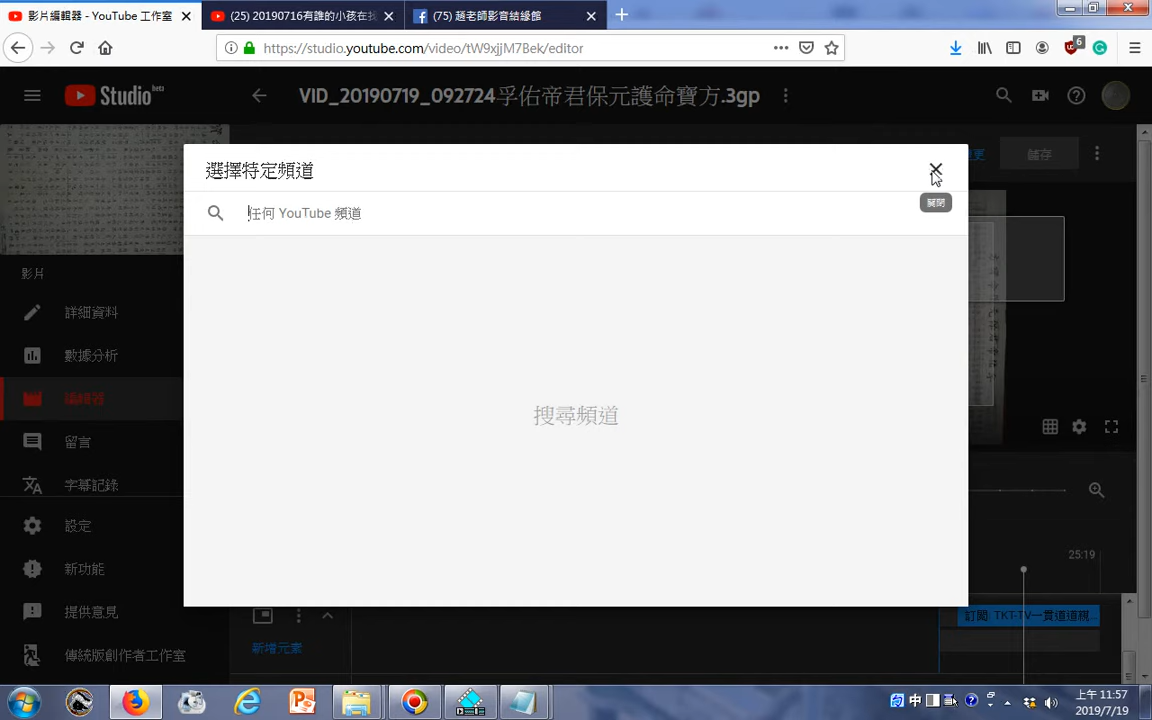 影片編輯器 - YouTube 工作室
(25) 20190716有誰的小孩在找
(75) 趙老師影音結緣館
https://studio.youtube.com/video/tW9xjjM7Bek/editor
6
Studio beta
VID_20190719_092724孚佑帝君保元護命寶方.3gp
儲存
選擇特定頻道
任何 YouTube 頻道
關閉
搜尋頻道
影片
詳細資料
數據分析
編輯器
留言
字幕記錄
設定
新功能
提供意見
傳統版創作者工作室
25:19
訂閱: TKT-TV一貫道道親...
新增元素
中
上午 11:57
2019/7/19